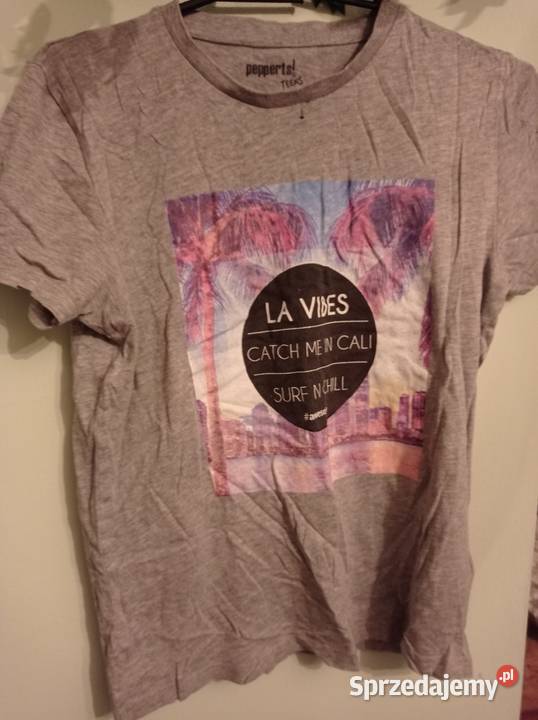 pepperts!
TEENS
LA VIBES
CATCH ME IN CALI
SURF N CHILL
Sprzedajemy.pl